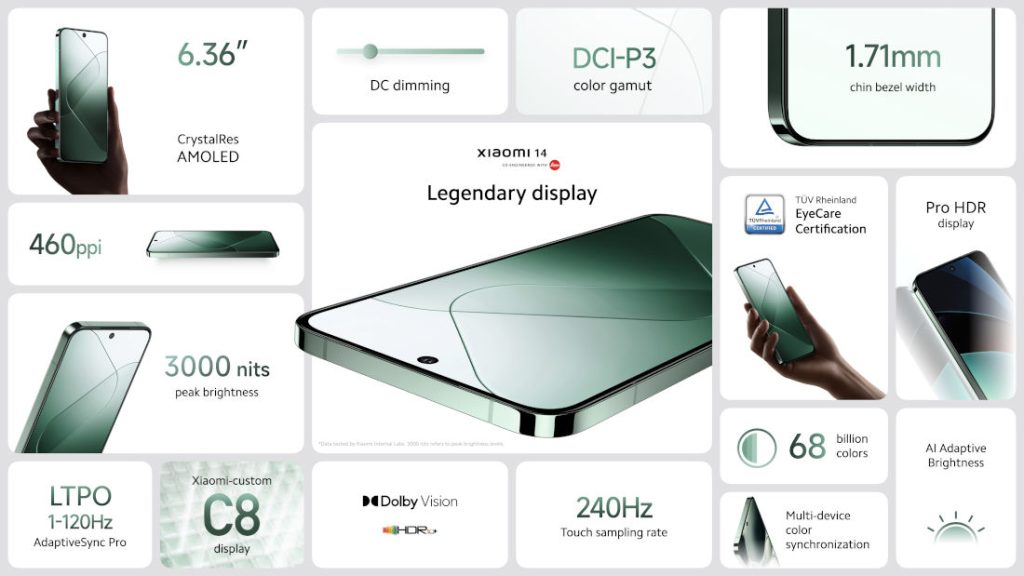 6.36"
CrystalRes
AMOLED
DC dimming
DCI-P3
color gamut
1.71mm
chin bezel width
460ppi
xiaomi 14
CO-ENGINEERED WITH Leica
Legendary display
TÜVRheinland
CERTIFIED
TÜV Rheinland
EyeCare
Certification
Pro HDR
display
3000 nits
peak brightness
*Data tested by Xiaomi Internal Labs. 3000 nits refers to peak brightness levels.
68 billion
colors
AI Adaptive
Brightness
LTPO
1-120Hz
AdaptiveSync Pro
Xiaomi-custom
C8
display
Dolby Vision
HDR10+
240Hz
Touch sampling rate
Multi-device
color
synchronization